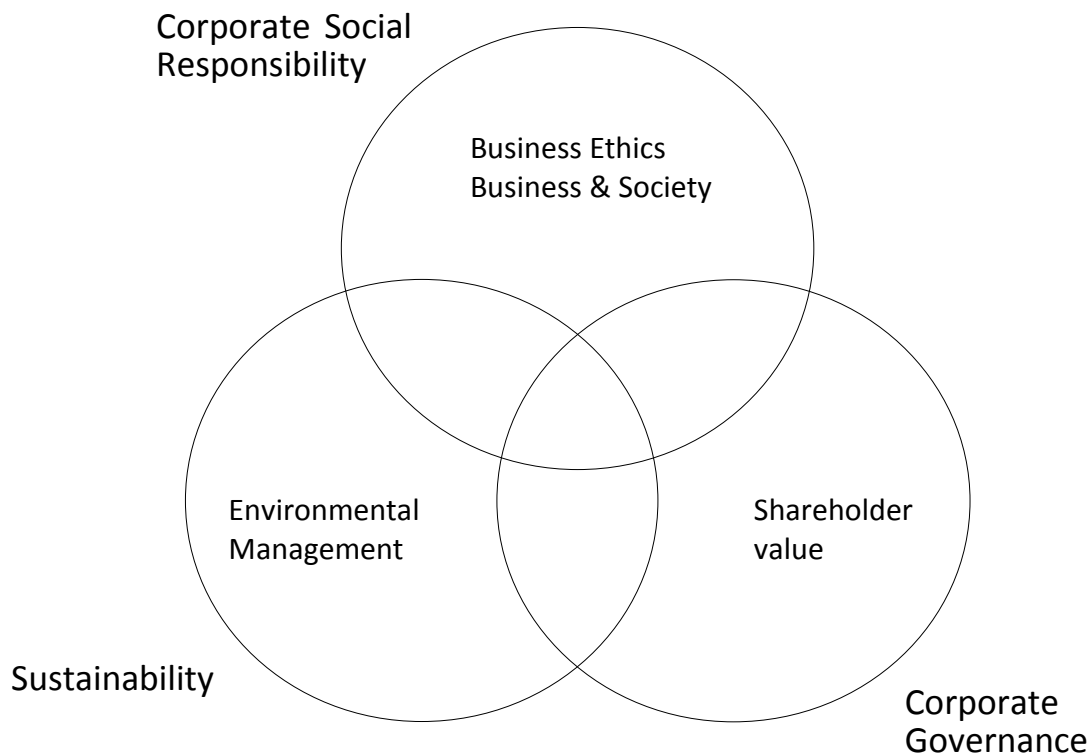 Corporate Social
Responsibility
Business Ethics
Business & Society
Environmental
Management
Shareholder
value
Sustainability
Corporate
Governance